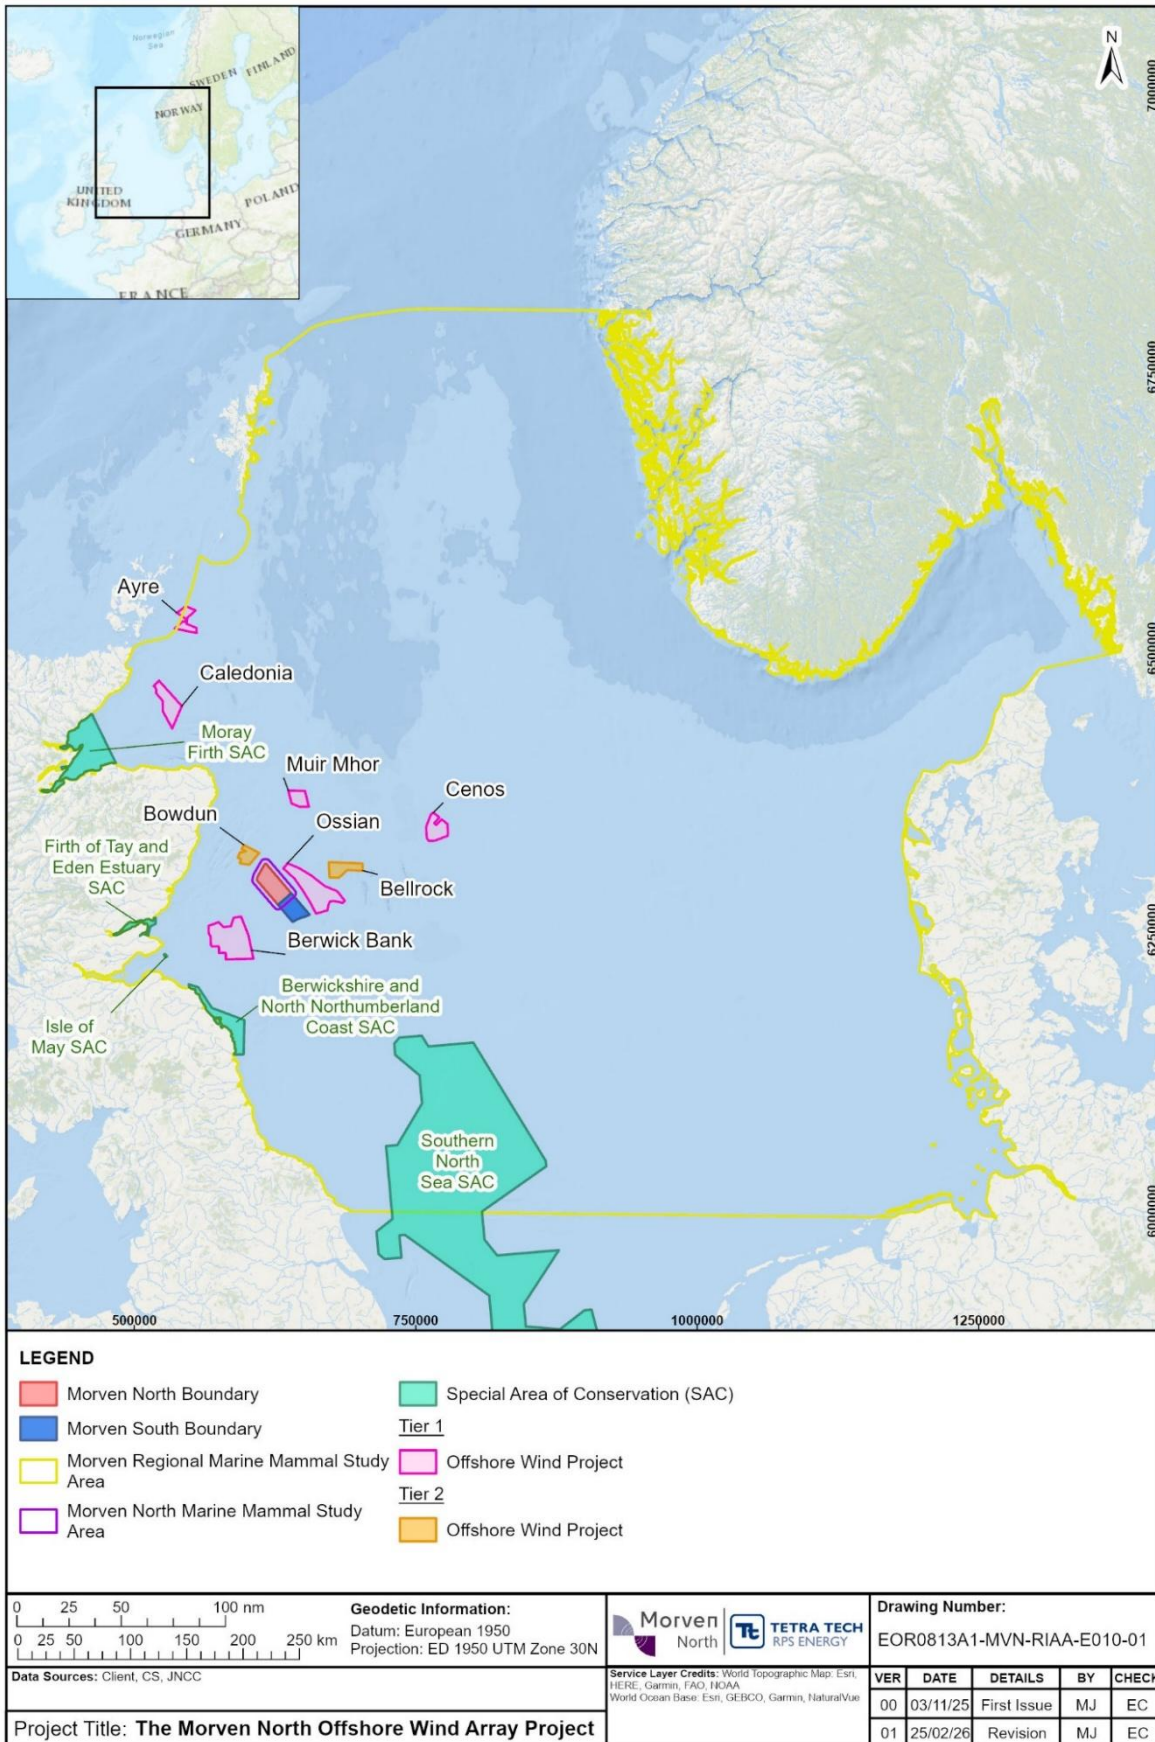 Norwegian
Sea
SWEDEN
FINLAND
NORWAY
UNITED
KINGDOM
POLAND
GERMANY
FRANCE
N
7000000
6750000
6500000
6250000
6000000
Ayre
Caledonia
Moray
Firth SAC
Muir Mhor
Cenos
Bowdun
Ossian
Firth of Tay and
Eden Estuary
SAC
Bellrock
Berwick Bank
Berwickshire and
North Northumberland
Coast SAC
Isle of
May SAC
Southern
North
Sea SAC
500000
750000
1000000
1250000
LEGEND
Morven North Boundary
Morven South Boundary
Morven Regional Marine Mammal Study
Area
Morven North Marine Mammal Study
Area
Special Area of Conservation (SAC)
Tier 1
Offshore Wind Project
Tier 2
Offshore Wind Project
0 25 50 100 nm
0 25 50 100 150 200 250 km
Geodetic Information:
Datum: European 1950
Projection: ED 1950 UTM Zone 30N
Data Sources: Client, CS, JNCC
Project Title: The Morven North Offshore Wind Array Project
Morven
North
Tt
TETRA TECH
RPS ENERGY
Service Layer Credits: World Topographic Map: Esri,
HERE, Garmin, FAO, NOAA
World Ocean Base: Esri, GEBCO, Garmin, NaturalVue
Drawing Number:
EOR0813A1-MVN-RIAA-E010-01
VER DATE DETAILS BY CHECK
00 03/11/25 First Issue MJ EC
01 25/02/26 Revision MJ EC